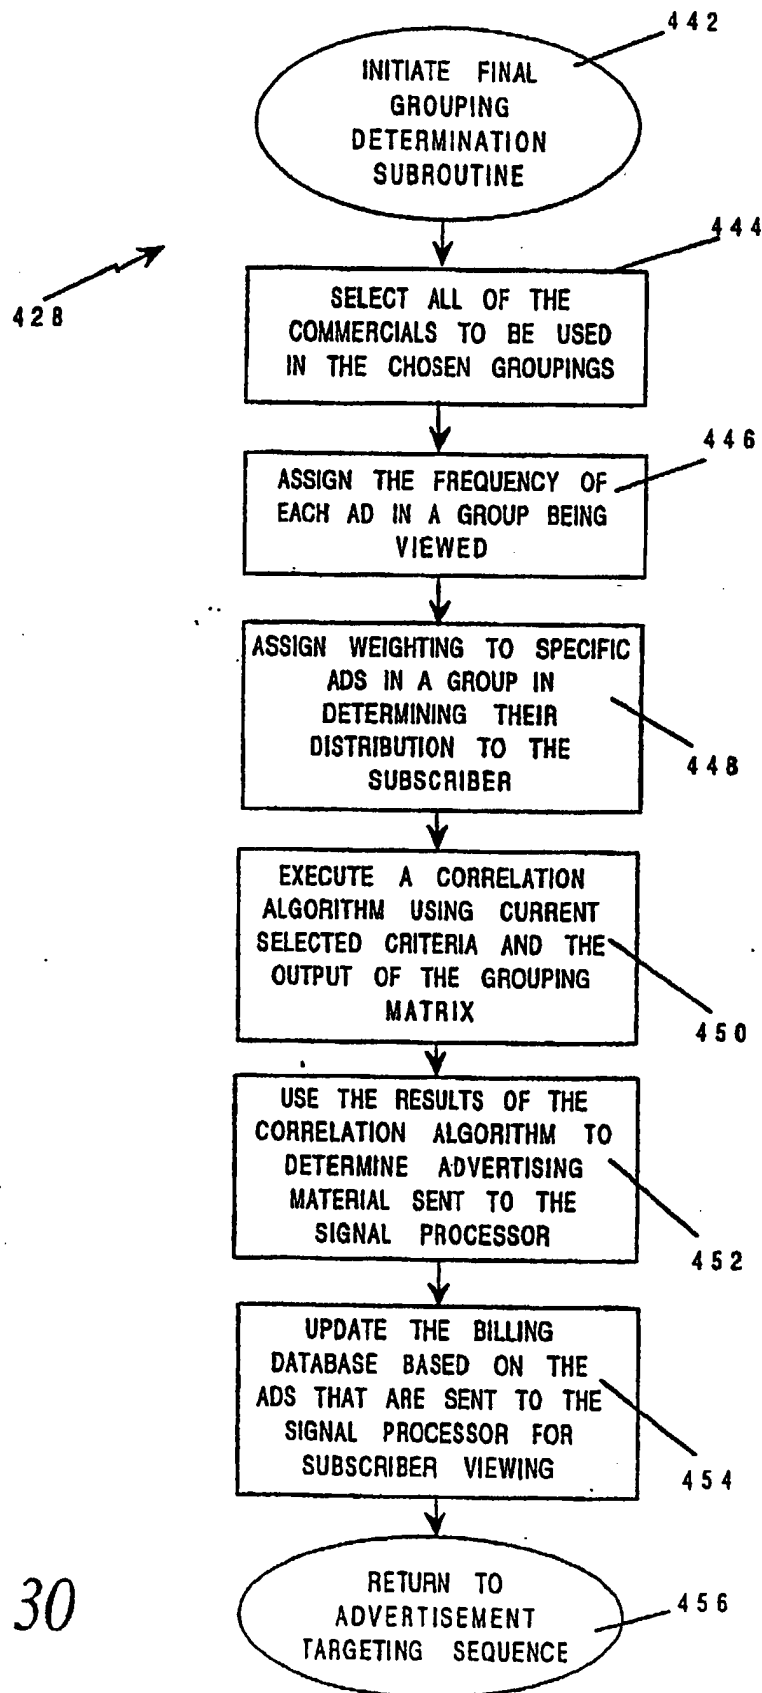 442
INITIATE FINAL
GROUPING
DETERMINATION
SUBROUTINE
444
428
SELECT ALL OF THE
COMMERCIALS TO BE USED
IN THE CHOSEN GROUPINGS
446
ASSIGN THE FREQUENCY OF
EACH AD IN A GROUP BEING
VIEWED
ASSIGN WEIGHTING TO SPECIFIC
ADS IN A GROUP IN
DETERMINING THEIR
DISTRIBUTION TO THE
SUBSCRIBER
448
EXECUTE A CORRELATION
ALGORITHM USING CURRENT
SELECTED CRITERIA AND THE
OUTPUT OF THE GROUPING
MATRIX
450
USE THE RESULTS OF THE
CORRELATION ALGORITHM TO
DETERMINE ADVERTISING
MATERIAL SENT TO THE
SIGNAL PROCESSOR
452
UPDATE THE BILLING
DATABASE BASED ON THE
ADS THAT ARE SENT TO THE
SIGNAL PROCESSOR FOR
SUBSCRIBER VIEWING
454
RETURN TO
ADVERTISEMENT
TARGETING SEQUENCE
456
30